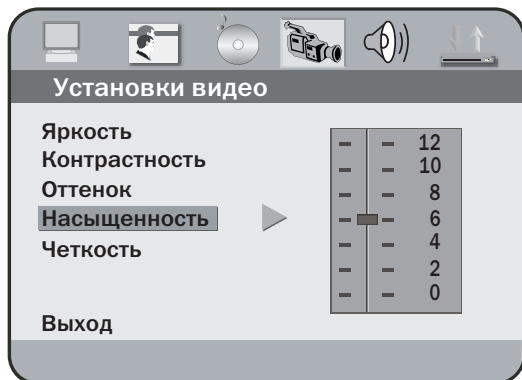 Установки видео
Яркость
Контрастность
Оттенок
Насыщенность
Четкость
Выход
12
10
8
6
4
2
0